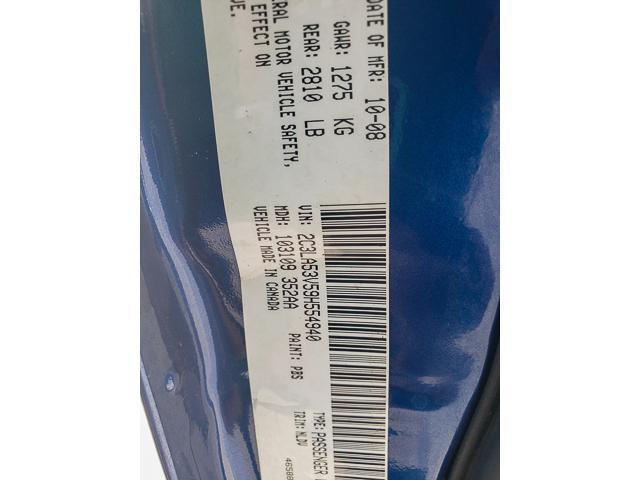 DATE OF MFR: 10-08
GAWR: 1275 KG
REAR: 2810 LB
MOTOR VEHICLE SAFETY,
EFFECT ON
VIN: 2C3LA53V59H554940
MDH: 103109 352AA
VEHICLE MADE IN CANADA
PAINT: PBS
TYPE: PASSENGER
TRIM: NLDV